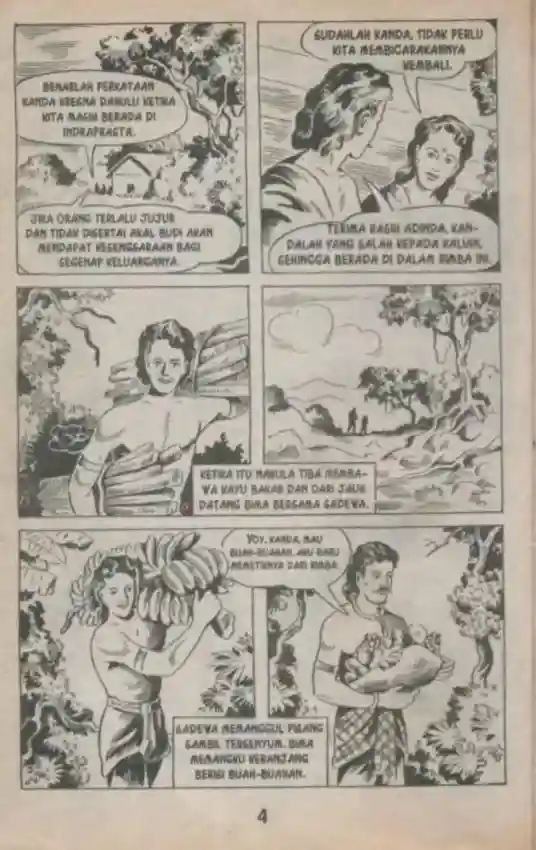 BENARLAH PERKATAAN
KANDA KRESNA DAHULU KETIKA
KITA MASIH BERADA DI
INDRAPRASTA.
JIKA ORANG TERLALU JUJUR
DAN TIDAK DISERTAI AKAL BUDI AKAN
MENDAPAT KESENGSARAAN BAGI
SEGENAP KELUARGANYA.
SUDAHLAH KANDA, TIDAK PERLU
KITA MEMBICARAKANNYA
KEMBALI.
TERIMA KASIH ADINDA, KAN-
DALAH YANG SALAH KEPADA KALIAN,
SEHINGGA BERADA DI DALAM RIMBA INI.
KETIKA ITU NAKULA TIBA MEMBA-
WA KAYU BAKAR DAN DARI JAUH
DATANG BIMA BERSAMA SADEWA.
YOY, KANDA, MAU
BUAH-BUAHAN. AKU BARU
MEMETIKNYA DARI RIMBA
SADEWA MEMANGGUL PISANG
SAMBIL TERSENYUM. BIMA
MEMANGKU KERANJANG
BERISI BUAH-BUAHAN.
4